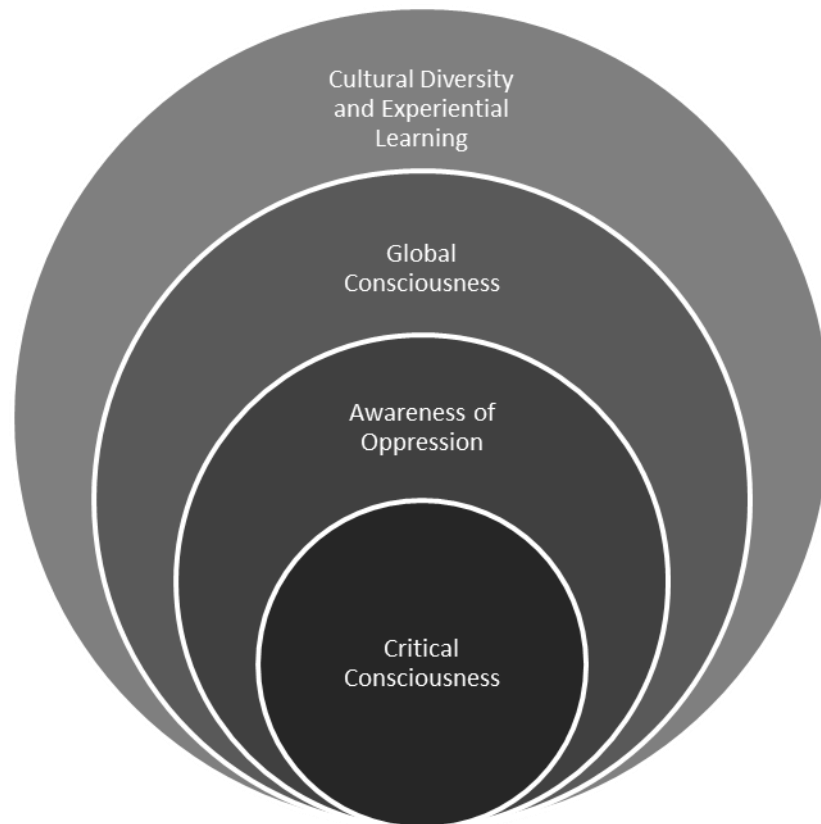 Cultural Diversity
and Experiential
Learning
Global
Consciousness
Awareness of
Oppression
Critical
Consciousness